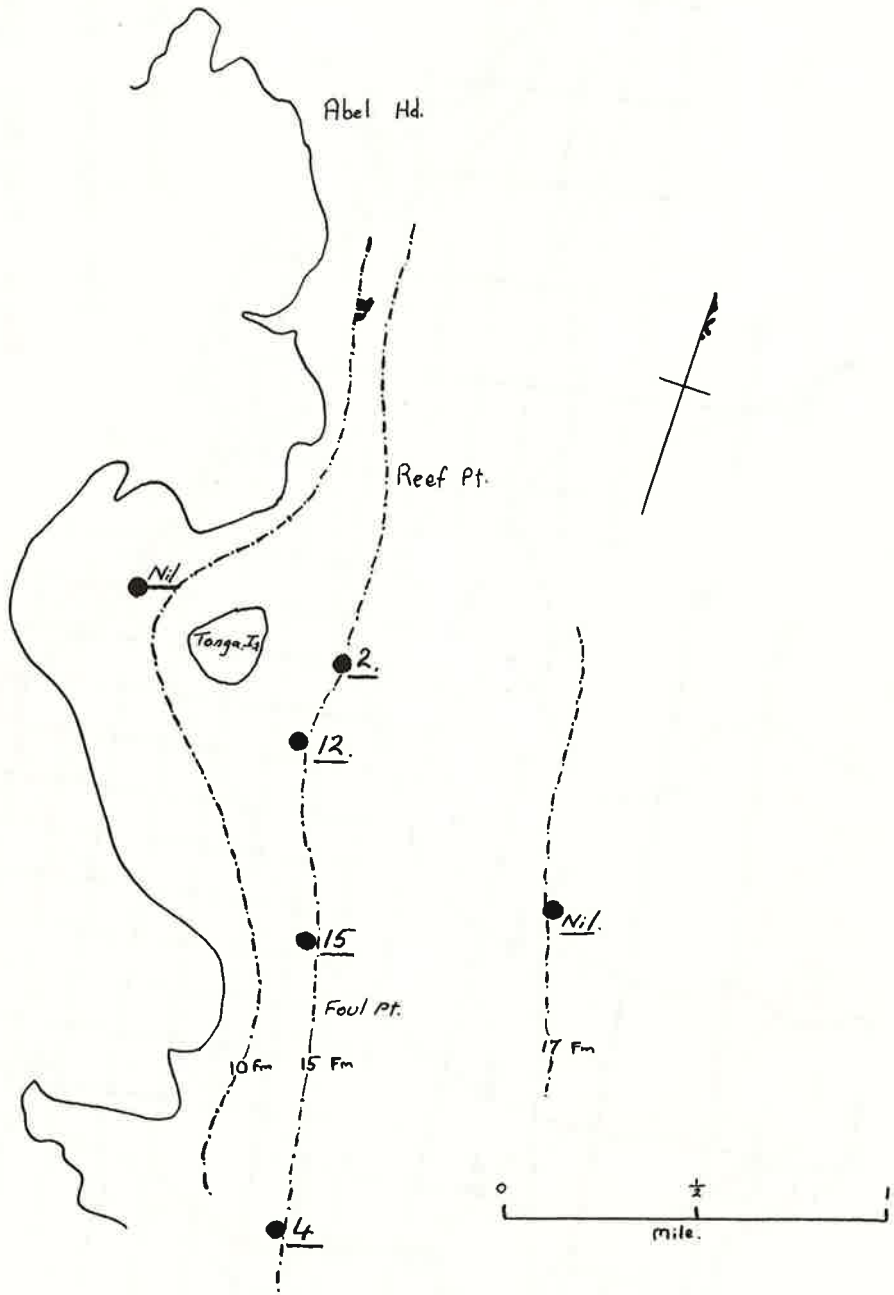 Abel Hd.
Reef Pt.
Nil
Tonga Is
2.
12.
15
Nil.
Foul Pt.
10 Fm
15 Fm
17 Fm
0 ½ 1
mile.
4